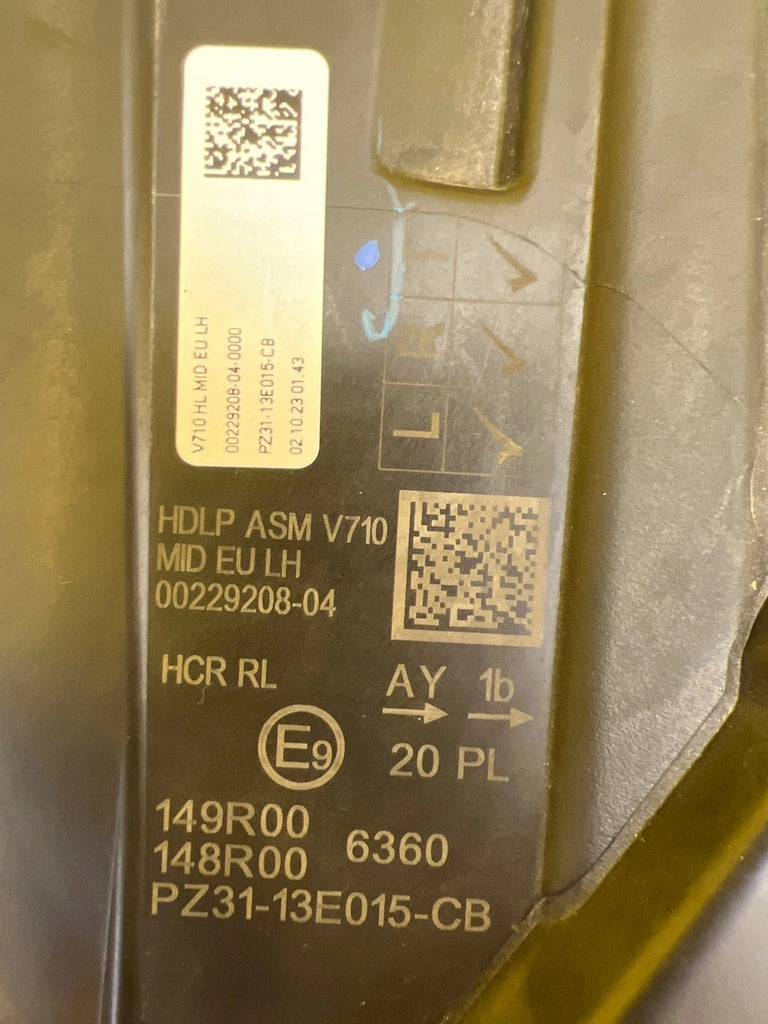 V710 HL MID EU LH
00229208-04-0000
PZ31-13E015-CB
02.10.23 01.43
T
R
L
HDLP ASM V710
MID EU LH
00229208-04
HCR RL
AY 1b
E9
20 PL
149R00
148R00
6360
PZ31-13E015-CB